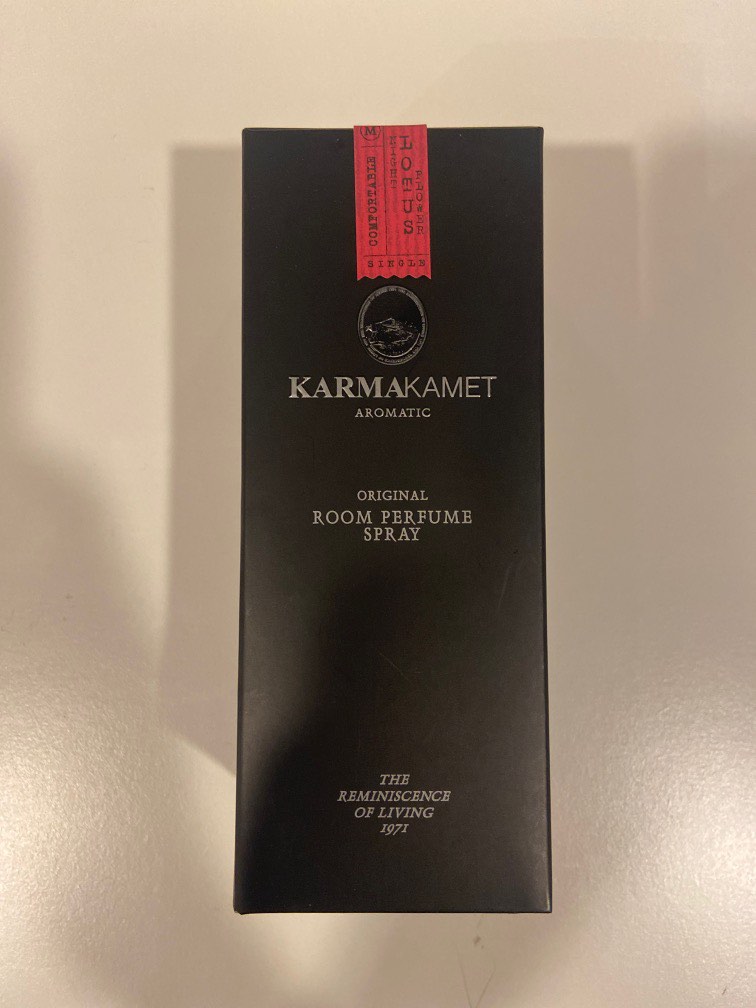 M
COMFORTABLE
LOTUS
FLOWER
SINGLE
KARMAKAMET
AROMATIC
ORIGINAL
ROOM PERFUME
SPRAY
THE
REMINISCENCE
OF LIVING
1971